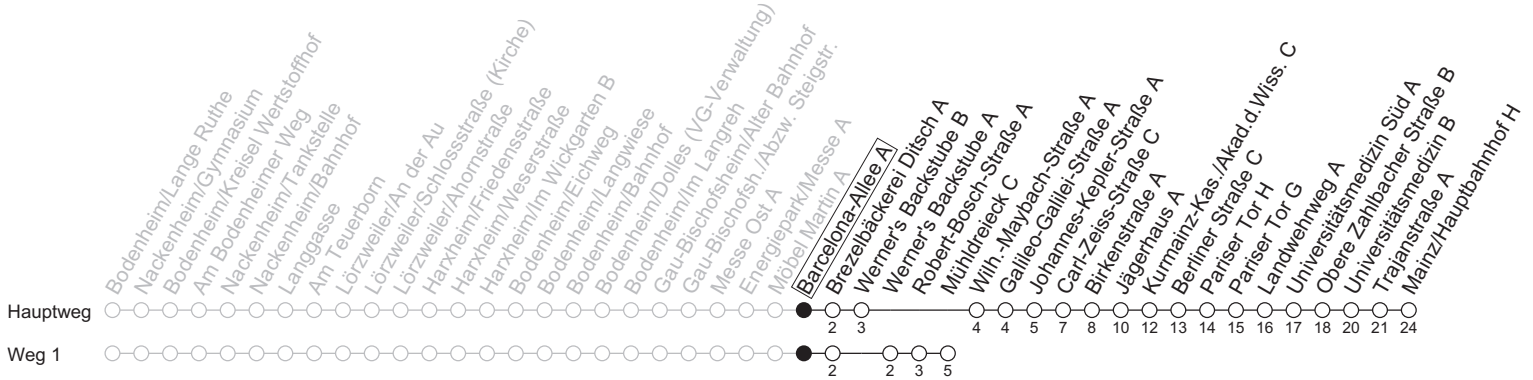 Bodenheim/Lange Ruthe
Nackenheim/Gymnasium
Bodenheim/Kreisel Wertstoffhof
Am Bodenheimer Weg
Nackenheim/Tankstelle
Nackenheim/Bahnhof
Langgasse
Am Teuerborn
Lörzweiler/An der Au
Lörzweiler/Schlossstraße (Kirche)
Lörzweiler/Ahornstraße
Harxheim/Friedensstraße
Harxheim/Weserstraße
Harxheim/Im Wickgarten B
Bodenheim/Eichweg
Bodenheim/Langwiese
Bodenheim/Bahnhof
Bodenheim/Dolles (VG-Verwaltung)
Bodenheim/Im Langreh
Gau-Bischofsheim/Alter Bahnhof
Gau-Bischofsh./Abzw. Steigstr.
Messe Ost A
Energiepark/Messe A
Möbel Martin A
Barcelona-Allee A
Brezelbäckerei Ditsch A
Werner's Backstube B
Werner's Backstube A
Robert-Bosch-Straße A
Mühldreieck C
Wilh.-Maybach-Straße A
Galileo-Galilei-Straße A
Johannes-Kepler-Straße A
Carl-Zeiss-Straße C
Birkenstraße A
Jägerhaus A
Kurmainz-Kas./Akad.d.Wiss. C
Berliner Straße C
Pariser Tor H
Pariser Tor G
Landwehrweg A
Universitätsmedizin Süd A
Obere Zahlbacher Straße B
Universitätsmedizin B
Trajanstraße A
Mainz/Hauptbahnhof H
Hauptweg
2 3 4 4 5 7 8 10 12 13 14 15 16 17 18 20 21 24
Weg 1
2 2 3 5